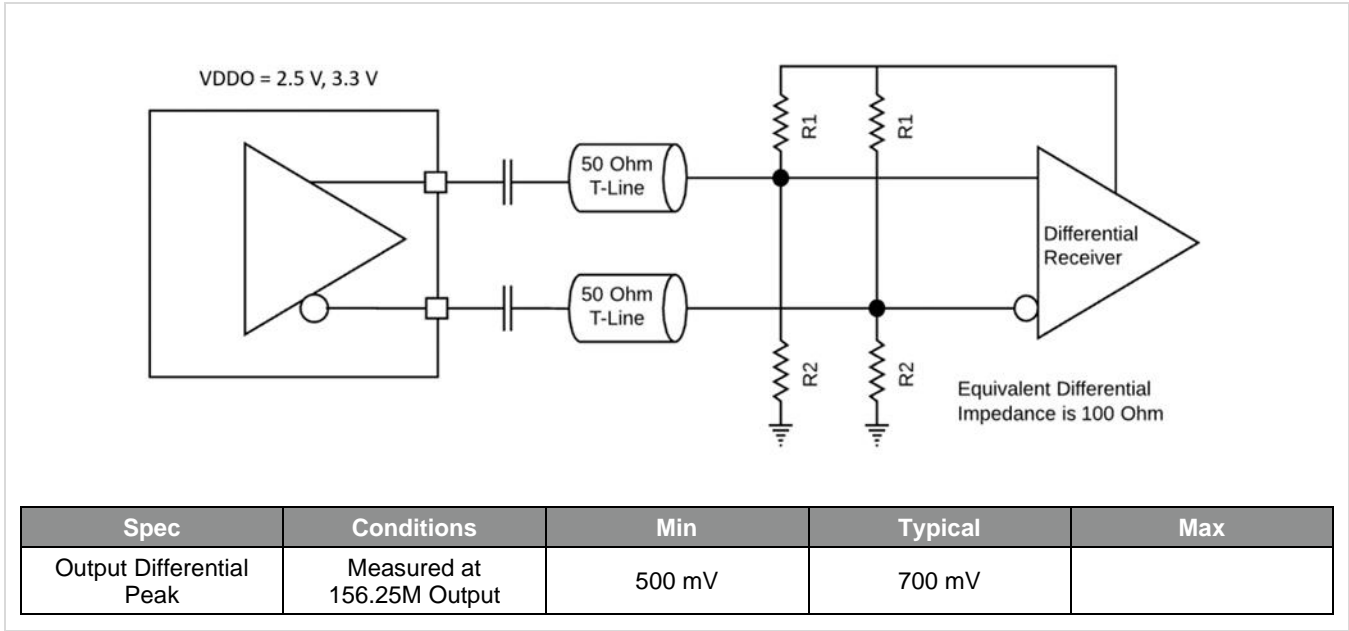 VDDO = 2.5 V, 3.3 V
R1
R1
50 Ohm
T-Line
Differential
Receiver
50 Ohm
T-Line
R2
R2
Equivalent Differential
Impedance is 100 Ohm
Spec Conditions Min Typical Max
Output Differential
Peak
Measured at
156.25M Output
500 mV
700 mV